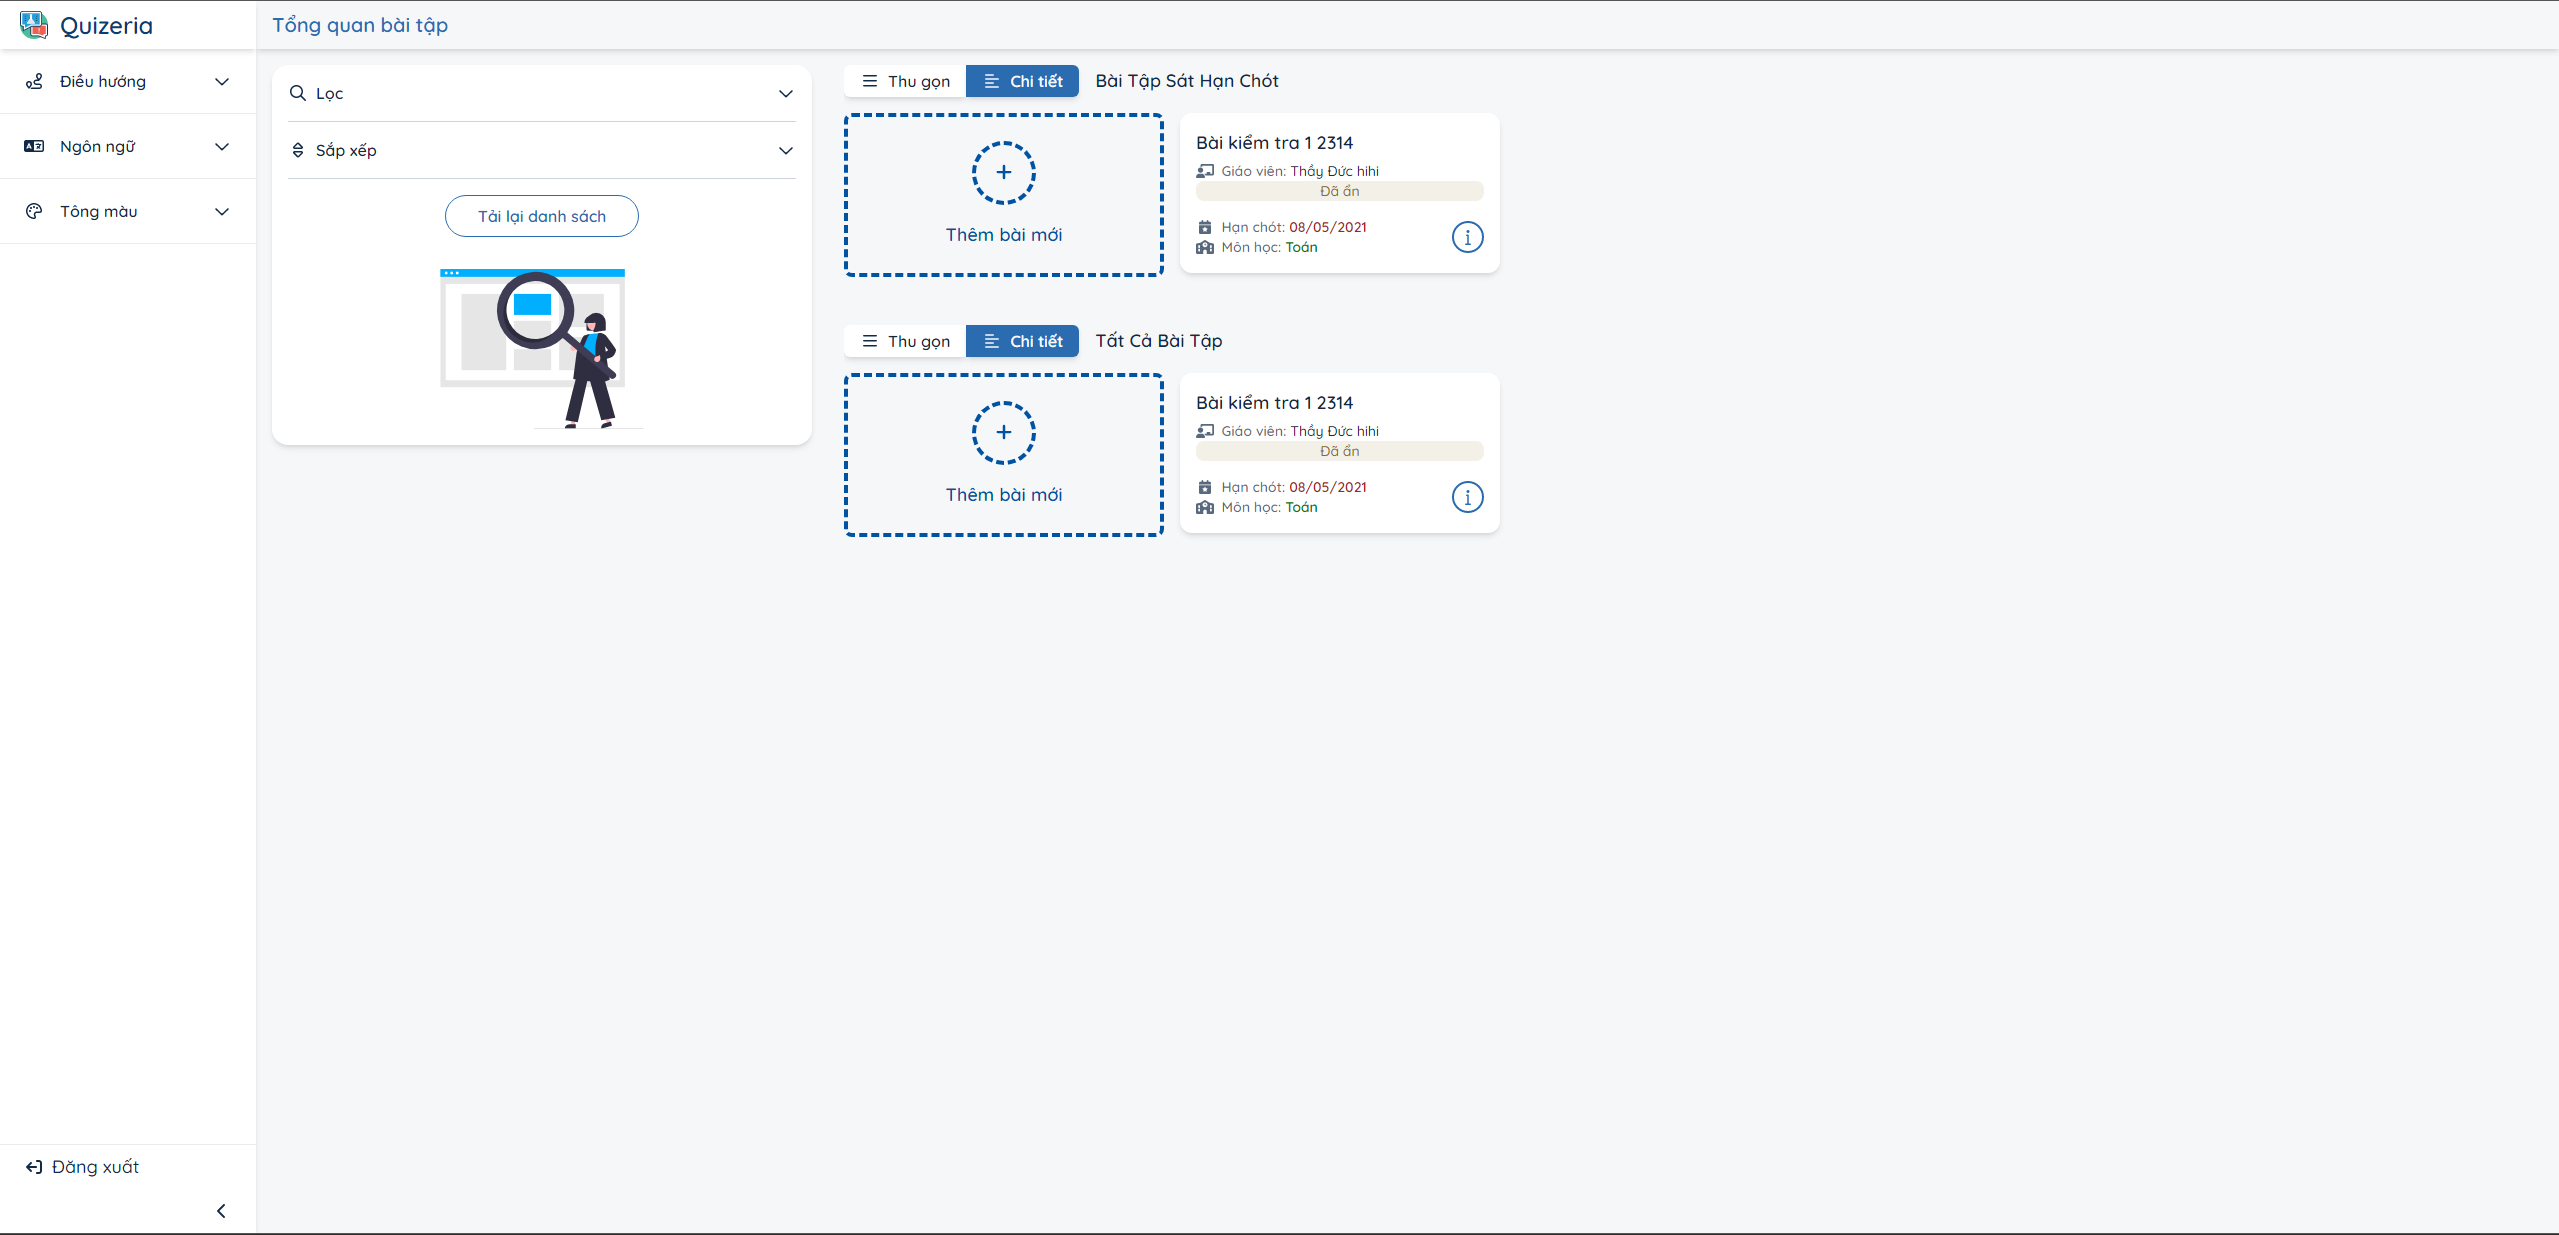 Quizeria
Tổng quan bài tập
Điều hướng
Ngôn ngữ
Tông màu
Đăng xuất
Lọc
Sắp xếp
Tải lại danh sách
Thu gọn
Chi tiết
Bài Tập Sát Hạn Chót
Thêm bài mới
Bài kiểm tra 1 2314
Giáo viên: Thầy Đức hihi
Đã ẩn
Hạn chót: 08/05/2021
Môn học: Toán
Thu gọn
Chi tiết
Tất Cả Bài Tập
Thêm bài mới
Bài kiểm tra 1 2314
Giáo viên: Thầy Đức hihi
Đã ẩn
Hạn chót: 08/05/2021
Môn học: Toán